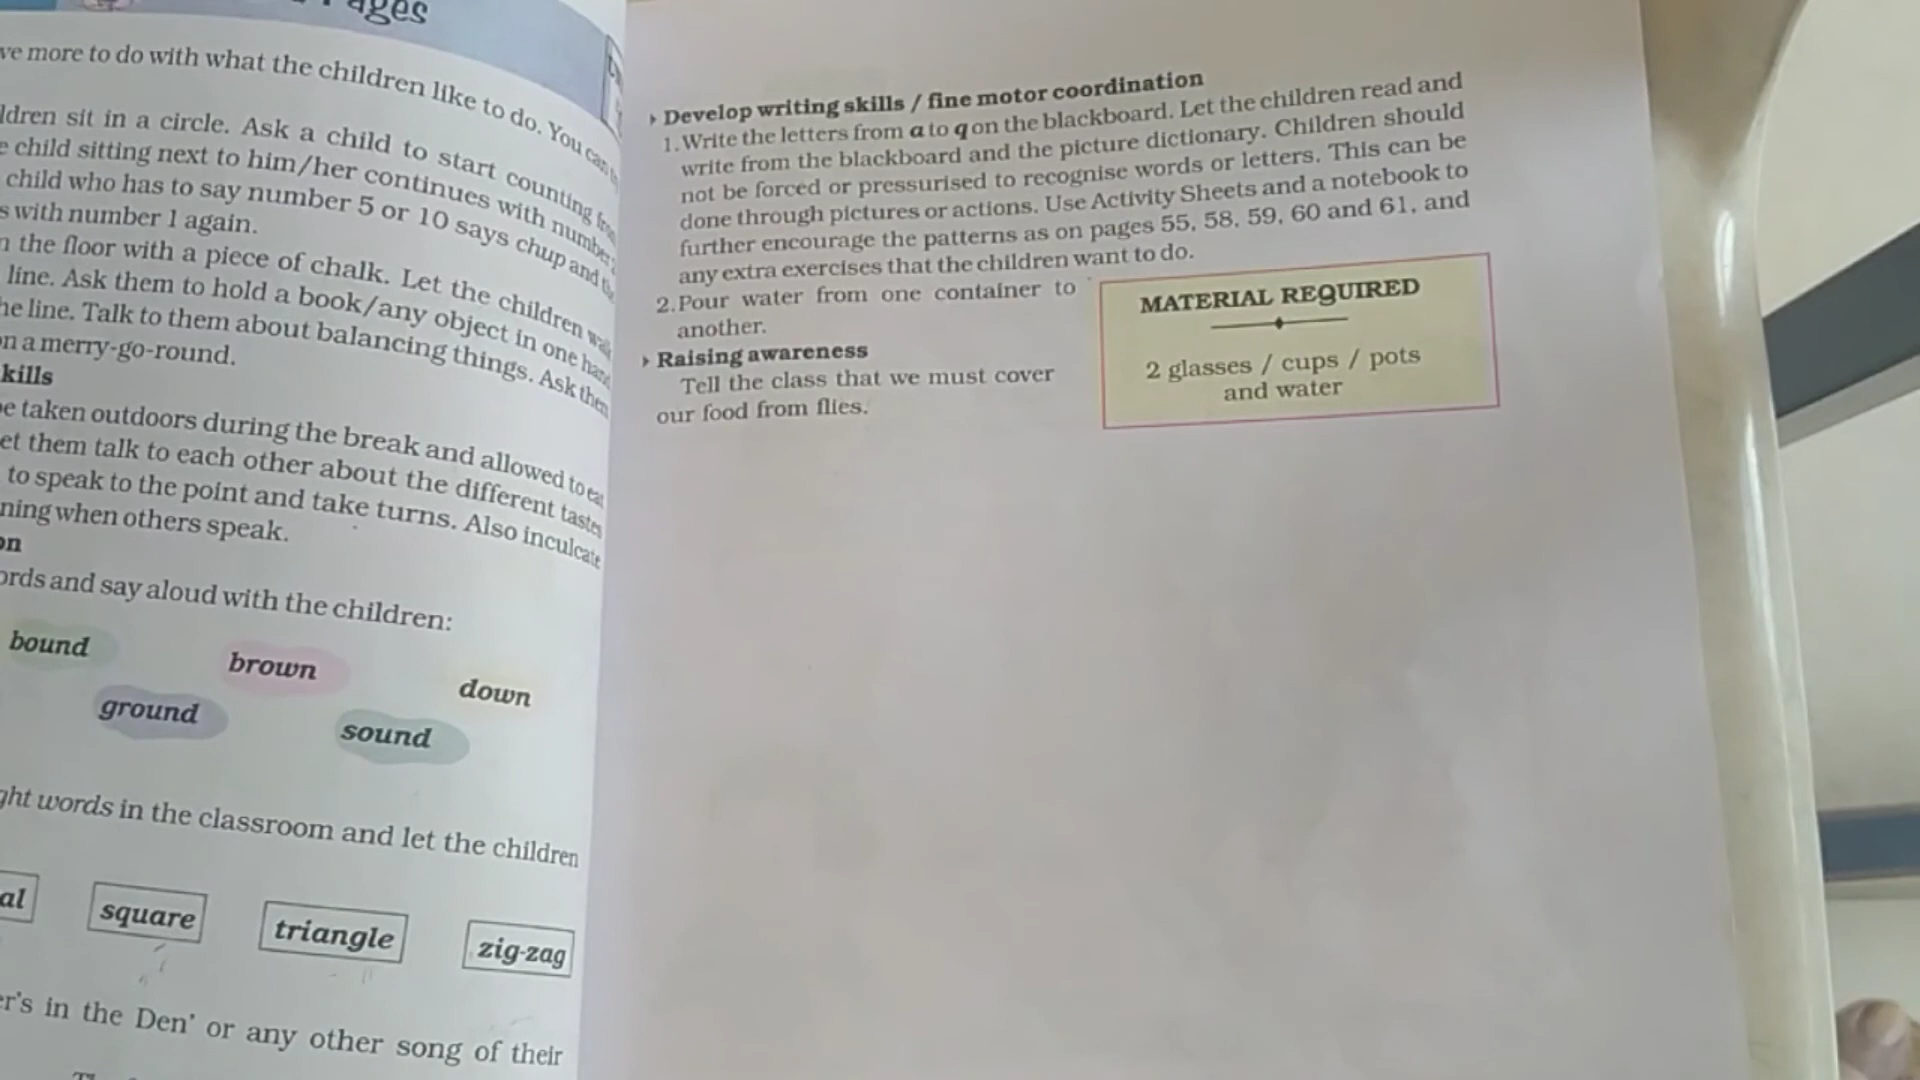 ages
ve more to do with what the children like to do. You can
ldren sit in a circle. Ask a child to start counting from
e child sitting next to him/her continues with number
child who has to say number 5 or 10 says chup and the
s with number 1 again.
n the floor with a piece of chalk. Let the children walk
line. Ask them to hold a book/any object in one hand
he line. Talk to them about balancing things. Ask them
on a merry-go-round.
kills
be taken outdoors during the break and allowed to eat
et them talk to each other about the different tastes
to speak to the point and take turns. Also inculcate
ning when others speak.
on
ords and say aloud with the children:
bound brown down
ground sound
ght words in the classroom and let the children
al square triangle zig-zag
er's in the Den' or any other song of their
Develop writing skills / fine motor coordination
1. Write the letters from a to q on the blackboard. Let the children read and
write from the blackboard and the picture dictionary. Children should
not be forced or pressurised to recognise words or letters. This can be
done through pictures or actions. Use Activity Sheets and a notebook to
further encourage the patterns as on pages 55, 58, 59, 60 and 61, and
any extra exercises that the children want to do.
2. Pour water from one container to
another.
Raising awareness
Tell the class that we must cover
our food from flies.
MATERIAL REQUIRED
2 glasses / cups / pots
and water